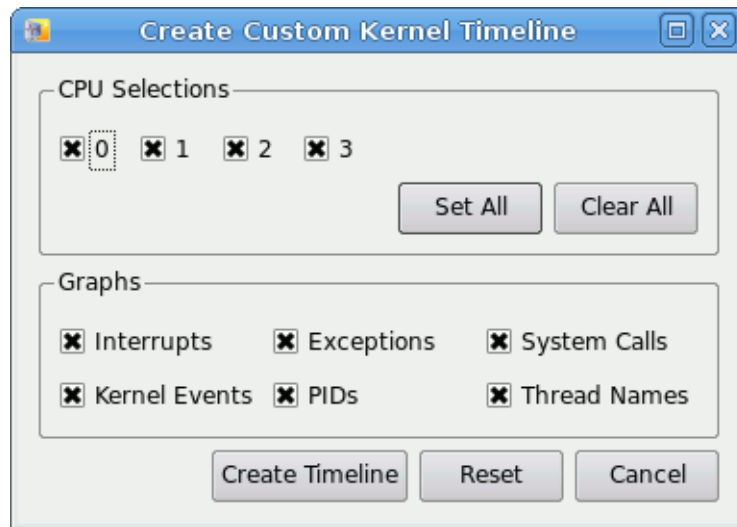 Create Custom Kernel Timeline
CPU Selections
0 1 2 3
Set All Clear All
Graphs
Interrupts Exceptions System Calls
Kernel Events PIDs Thread Names
Create Timeline Reset Cancel